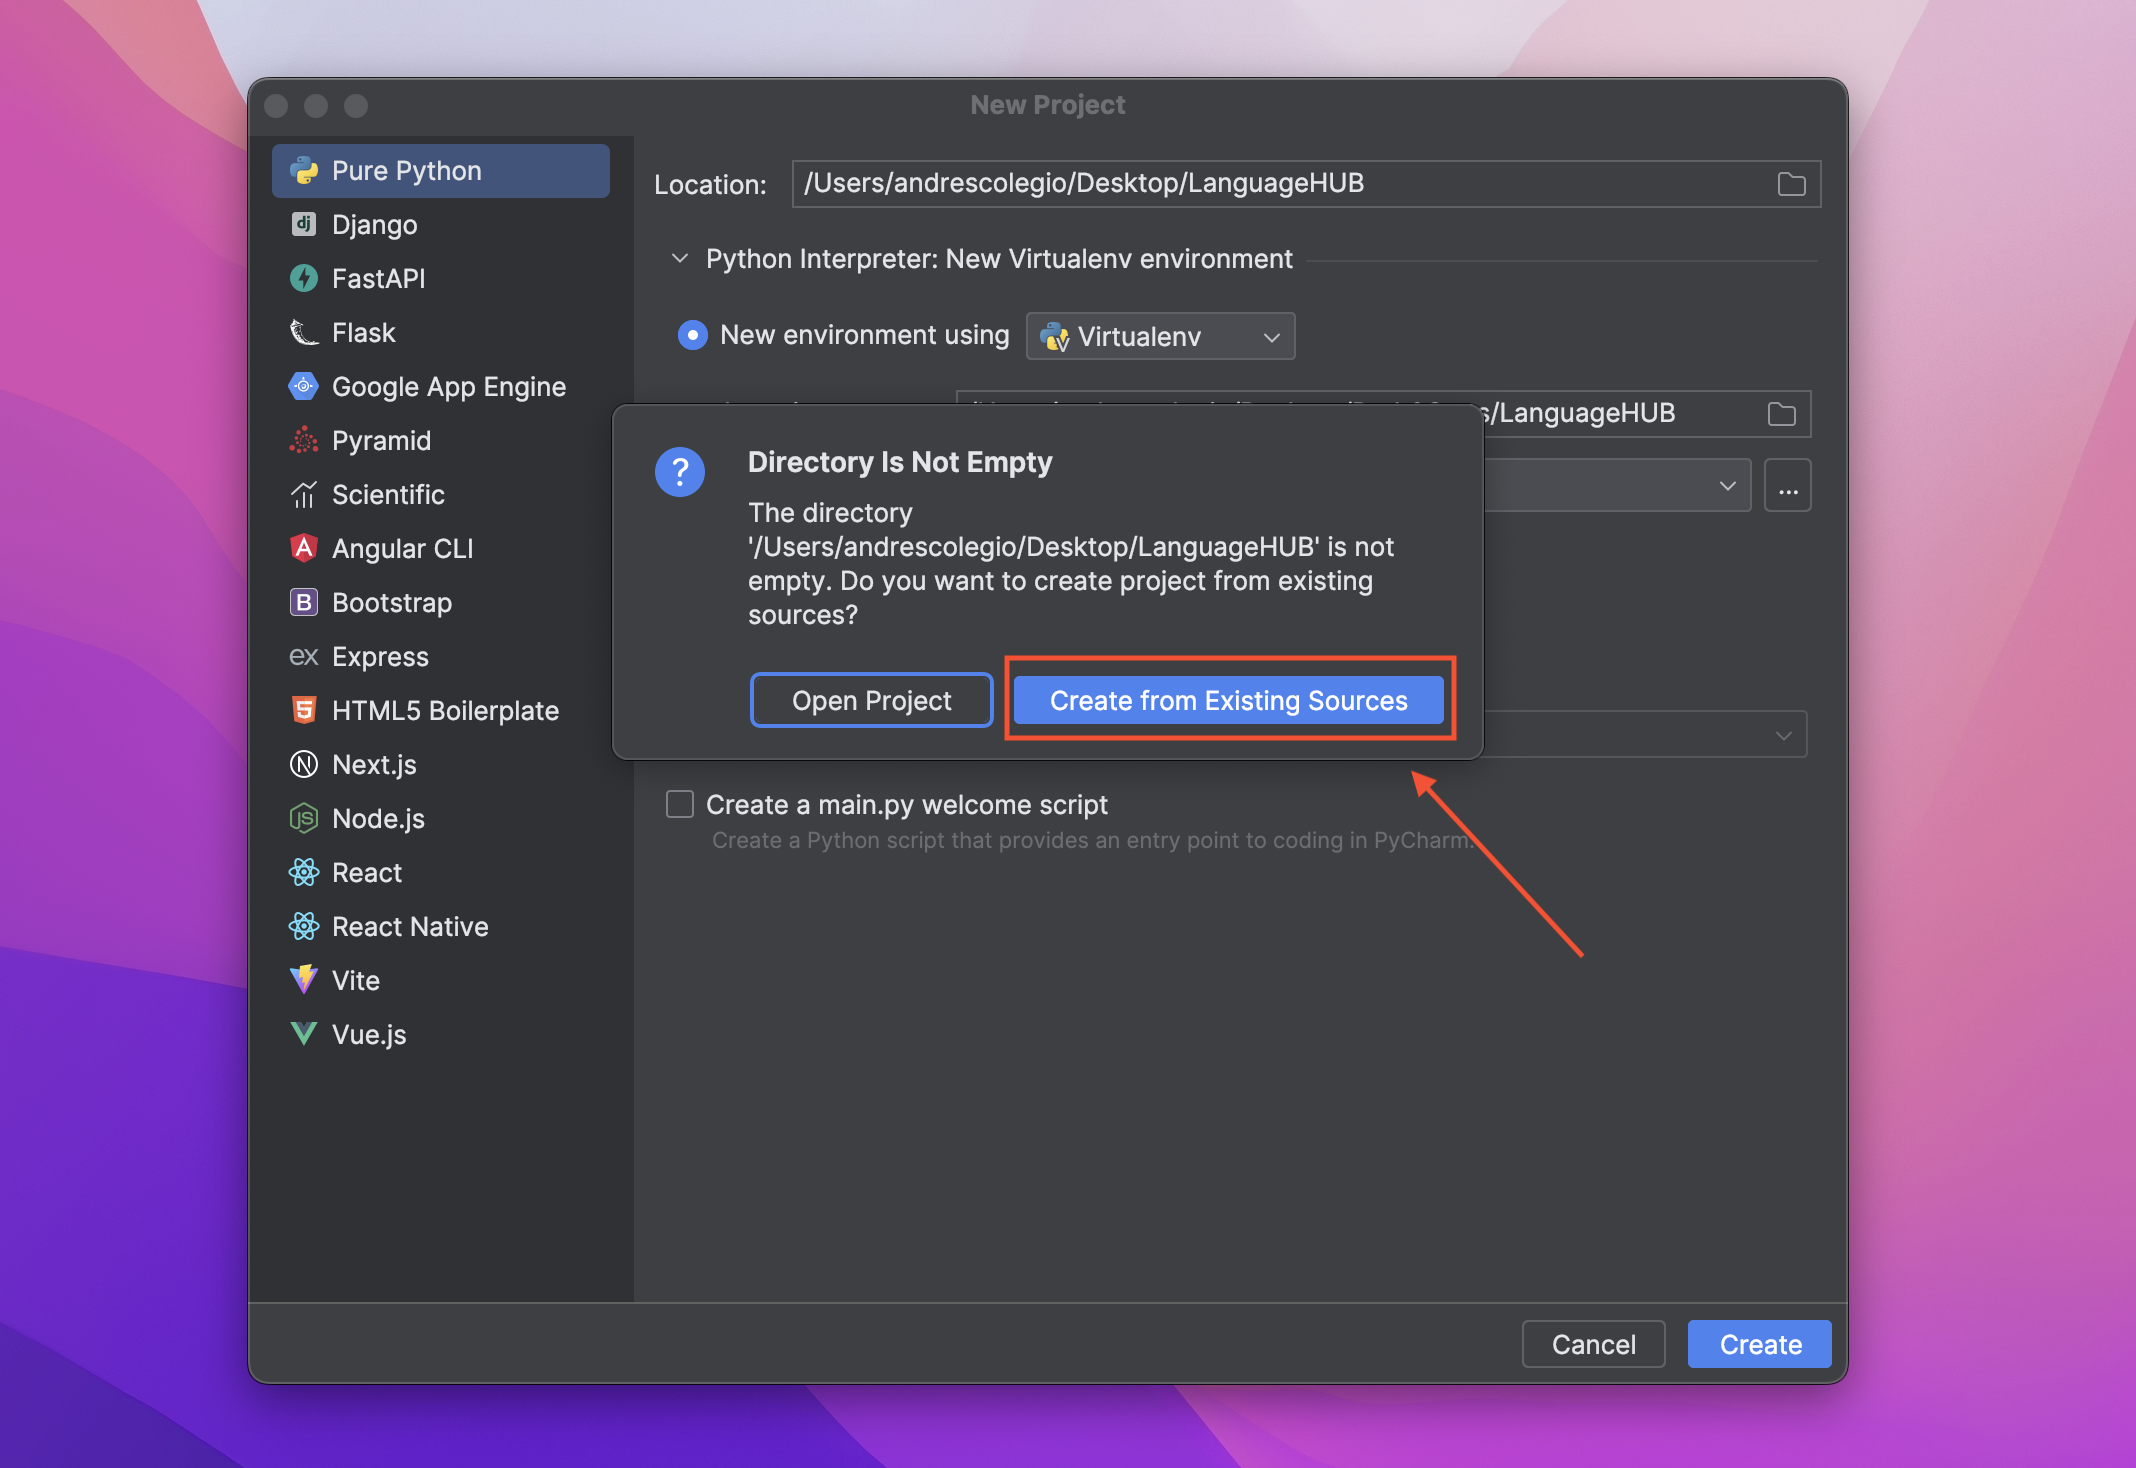 New Project
Pure Python
Django
FastAPI
Flask
Google App Engine
Pyramid
Scientific
Angular CLI
Bootstrap
Express
HTML5 Boilerplate
Next.js
Node.js
React
React Native
Vite
Vue.js
Location: /Users/andrescolegio/Desktop/LanguageHUB
Python Interpreter: New Virtualenv environment
New environment using Virtualenv
/LanguageHUB
...
Directory Is Not Empty
The directory
'/Users/andrescolegio/Desktop/LanguageHUB' is not
empty. Do you want to create project from existing
sources?
Open Project Create from Existing Sources
Create a main.py welcome script
Create a Python script that provides an entry point to coding in PyCharm.
Cancel Create